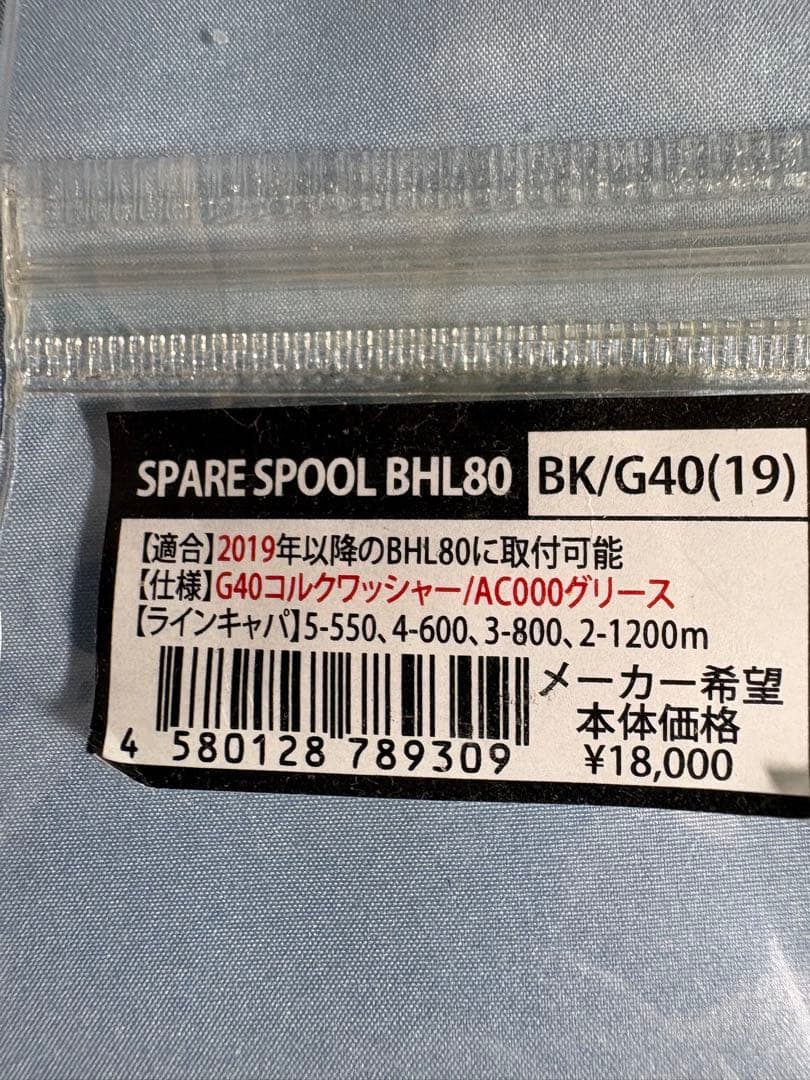 SPARE SPOOL BHL80 BK/G40(19)
【適合】2019年以降のBHL80に取付可能
【仕様】G40コルクワッシャー/AC000グリース
【ラインキャパ】5-550、4-600、3-800、2-1200m
メーカー希望
本体価格
¥18,000
4 580128 789309